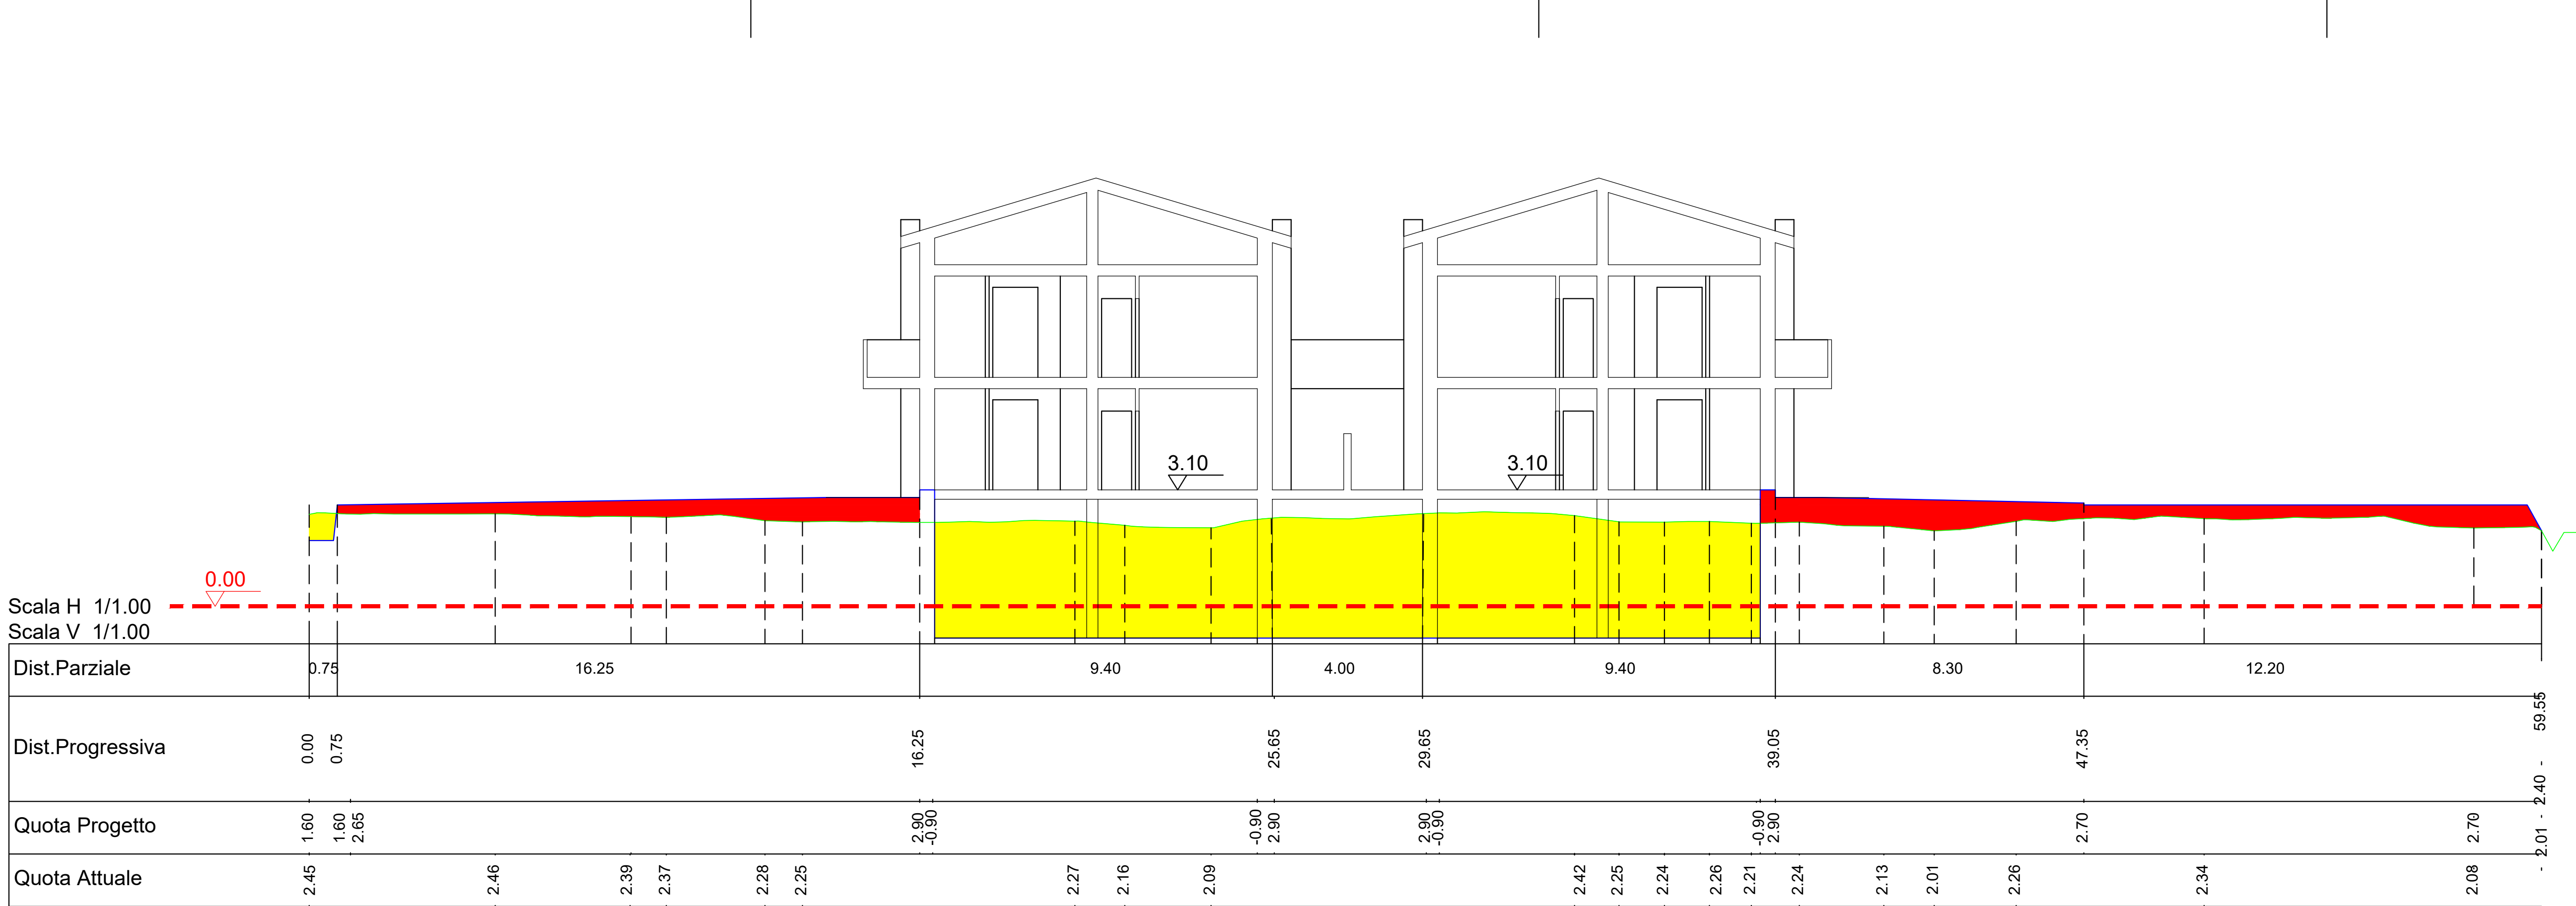 3.10 3.10
0.00
Scala H 1/1.00
Scala V 1/1.00
Dist.Parziale 0.75 16.25 9.40 4.00 9.40 8.30 12.20
Dist.Progressiva 0.00 0.75 16.25 25.65 29.65 39.05 47.35 59.55
Quota Progetto 1.60 1.60 2.65 2.90 -0.90 -0.90 2.90 2.90 -0.90 -0.90 2.90 2.70 2.70 - 2.01 - 2.40 -
Quota Attuale 2.45 2.46 2.39 2.37 2.28 2.25 2.27 2.16 2.09 2.42 2.25 2.24 2.26 2.21 2.24 2.13 2.01 2.26 2.34 2.08